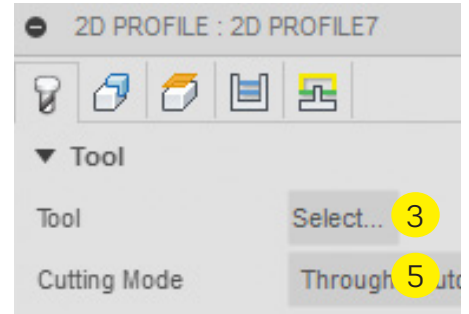 2D PROFILE : 2D PROFILE7
Tool
Tool Select... 3
Cutting Mode Through 5